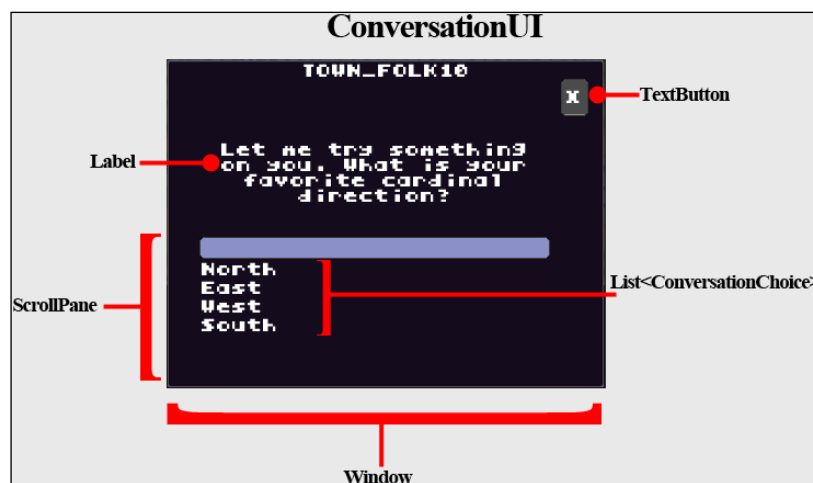 ConversationUI
TOWN_FOLK10
X
TextButton
Label
Let me try something
on you. What is your
favorite cardinal
direction?
North
East
West
South
ScrollPane
List<ConversationChoice>
Window